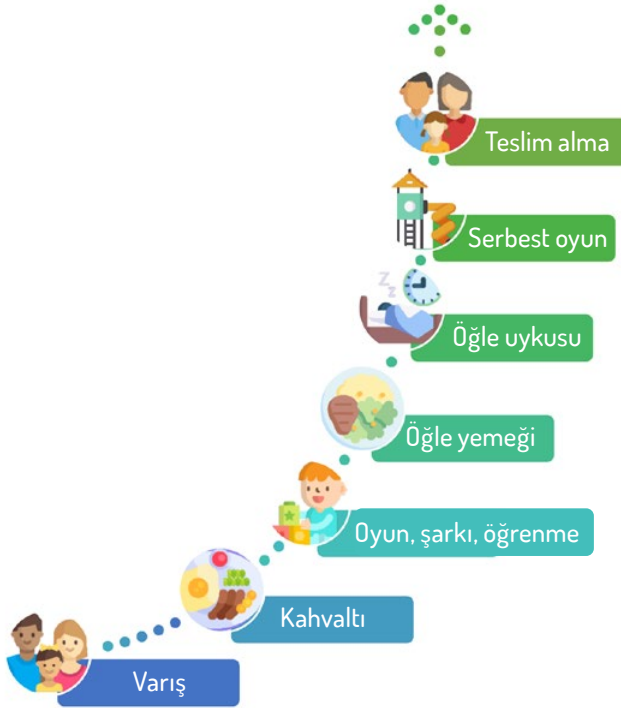 Teslim alma
Serbest oyun
Öğle uykusu
Öğle yemeği
Oyun, şarkı, öğrenme
Kahvaltı
Varış